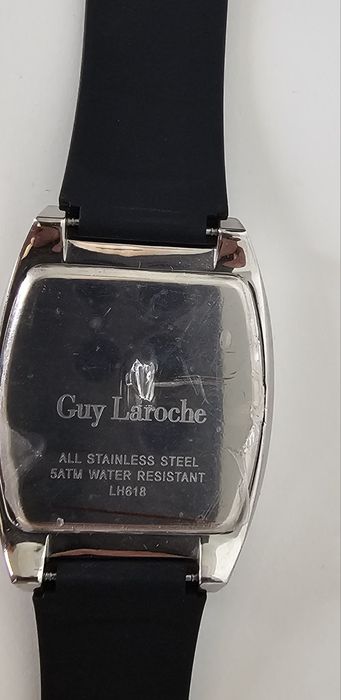 Guy Laroche
ALL STAINLESS STEEL
5ATM WATER RESISTANT
LH618